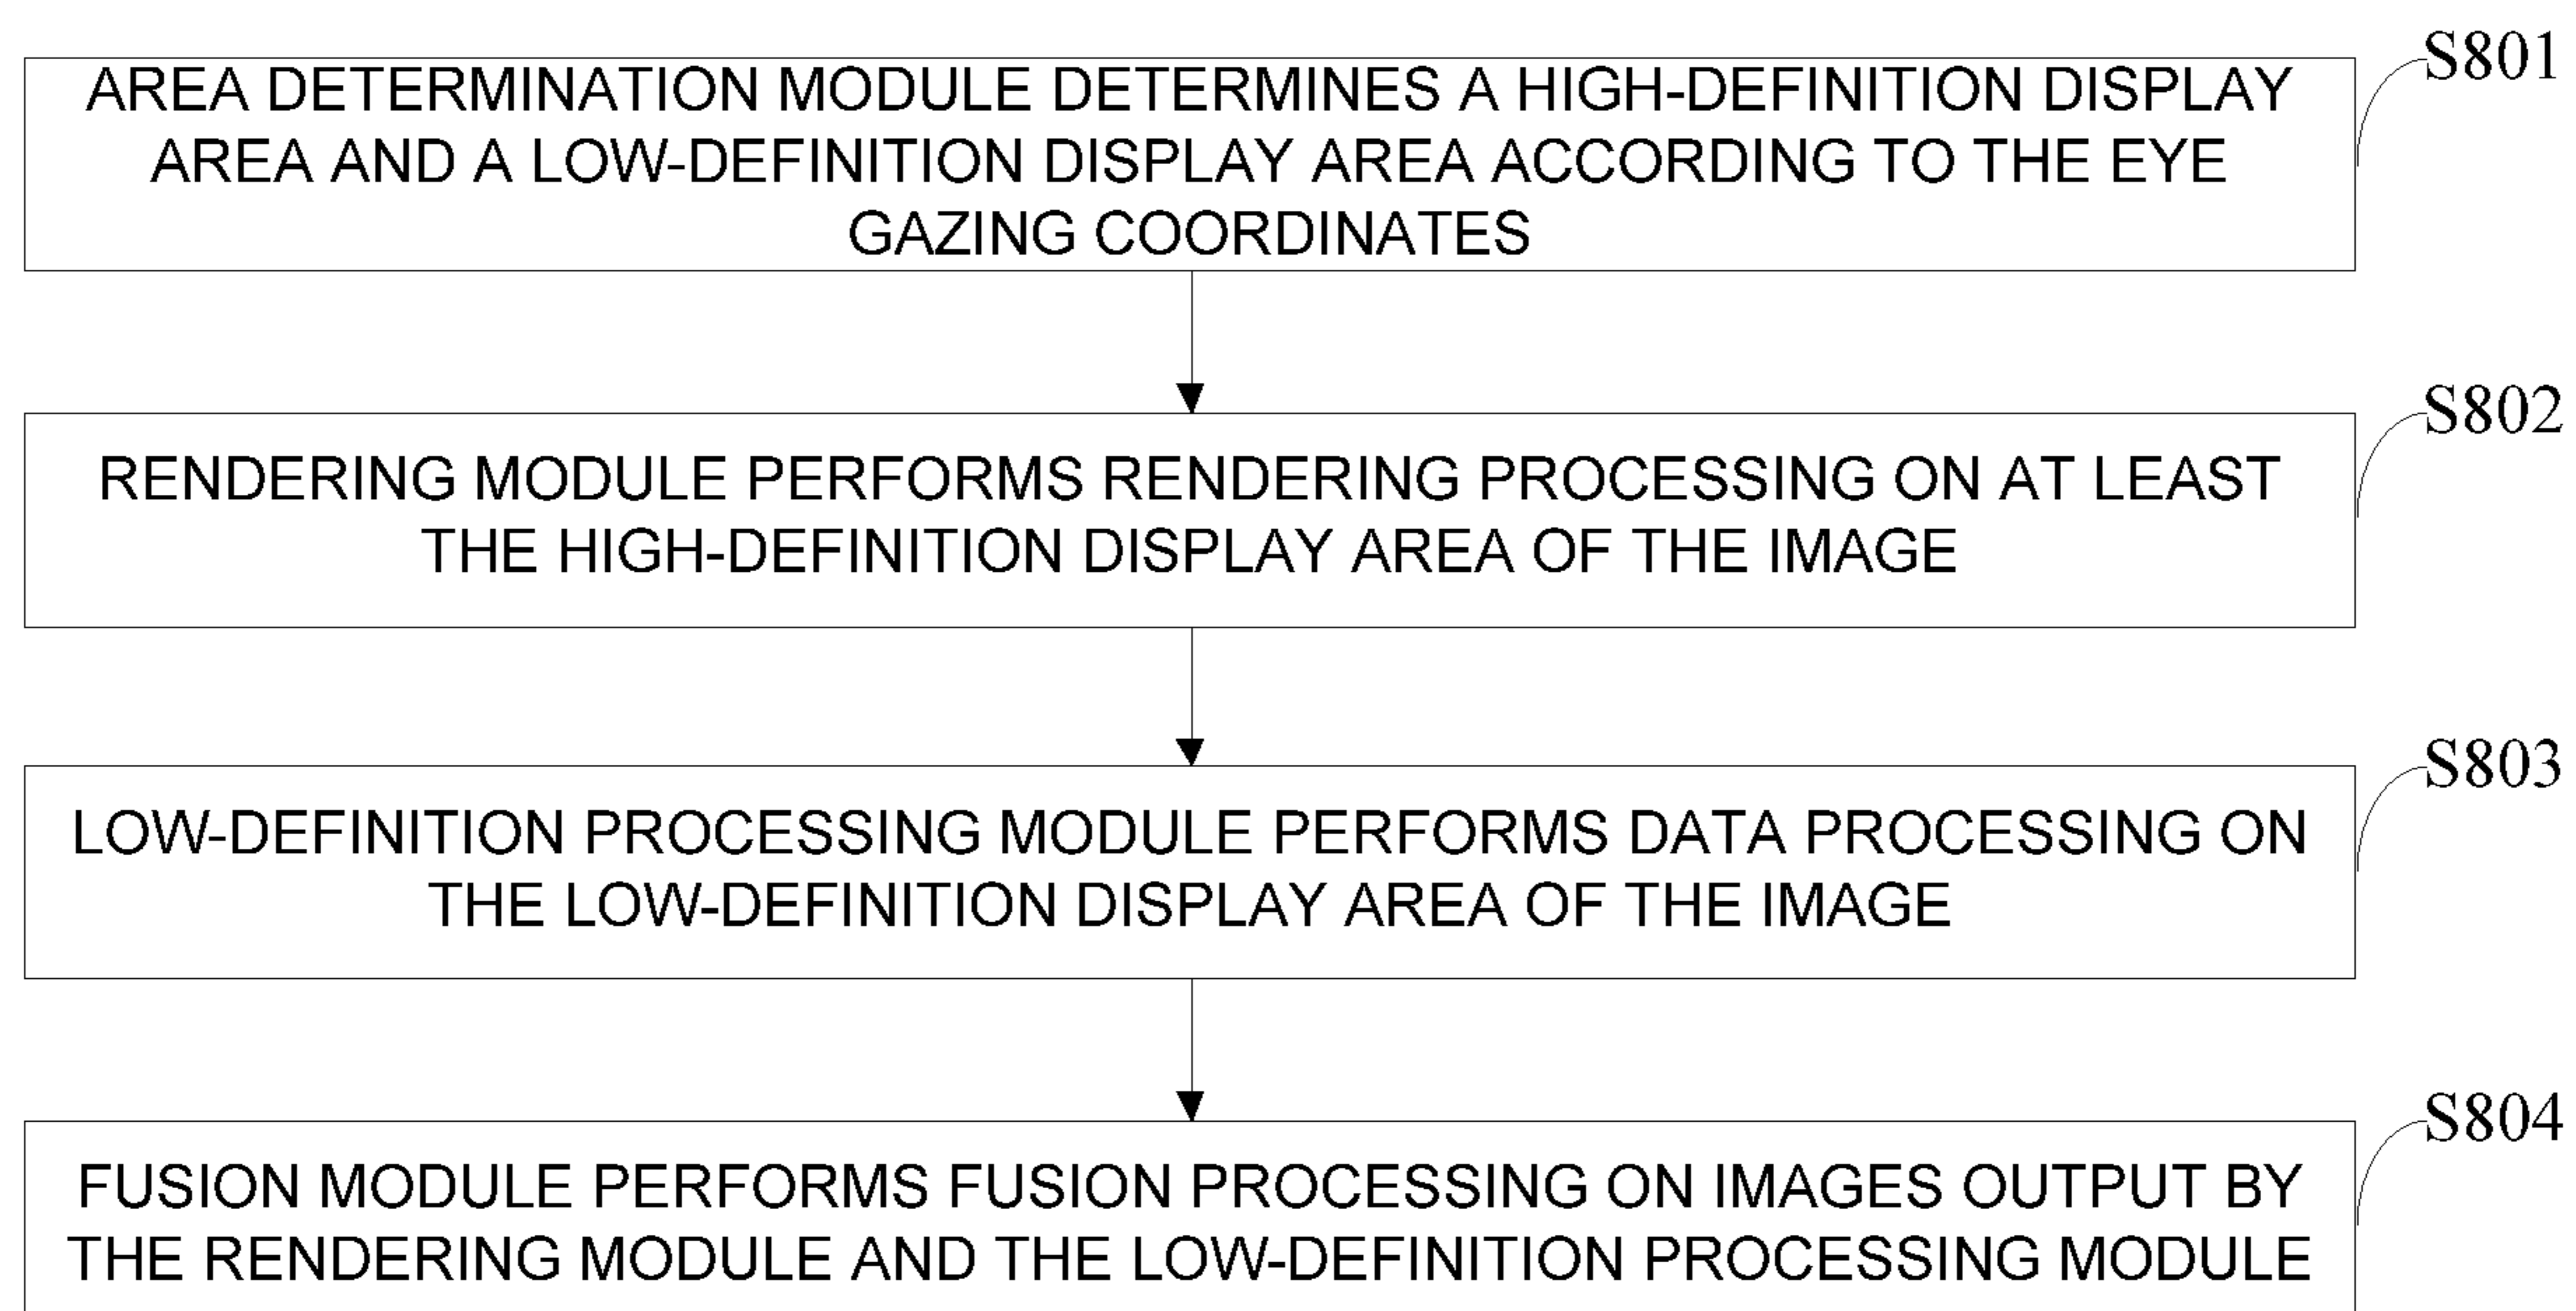 S801
AREA DETERMINATION MODULE DETERMINES A HIGH-DEFINITION DISPLAY
AREA AND A LOW-DEFINITION DISPLAY AREA ACCORDING TO THE EYE
GAZING COORDINATES
S802
RENDERING MODULE PERFORMS RENDERING PROCESSING ON AT LEAST
THE HIGH-DEFINITION DISPLAY AREA OF THE IMAGE
S803
LOW-DEFINITION PROCESSING MODULE PERFORMS DATA PROCESSING ON
THE LOW-DEFINITION DISPLAY AREA OF THE IMAGE
S804
FUSION MODULE PERFORMS FUSION PROCESSING ON IMAGES OUTPUT BY
THE RENDERING MODULE AND THE LOW-DEFINITION PROCESSING MODULE